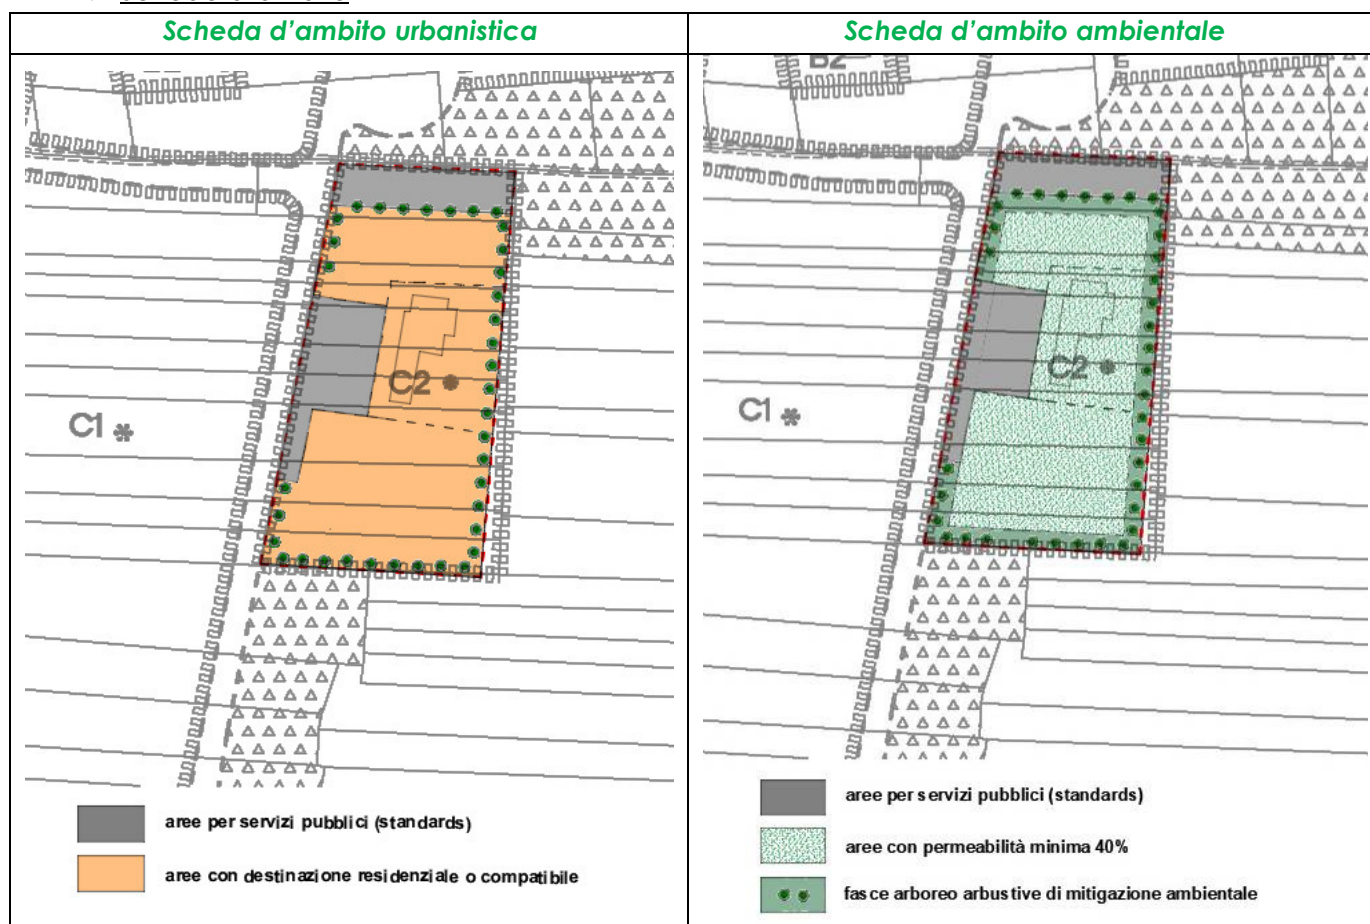 Scheda d'ambito urbanistica
Scheda d'ambito ambientale
C2 *
C1 *
aree per servizi pubblici (standards)
aree con destinazione residenziale o compatibile
B2
C2 *
C1 *
aree per servizi pubblici (standards)
aree con permeabilità minima 40%
fasce arboreo arbustive di mitigazione ambientale